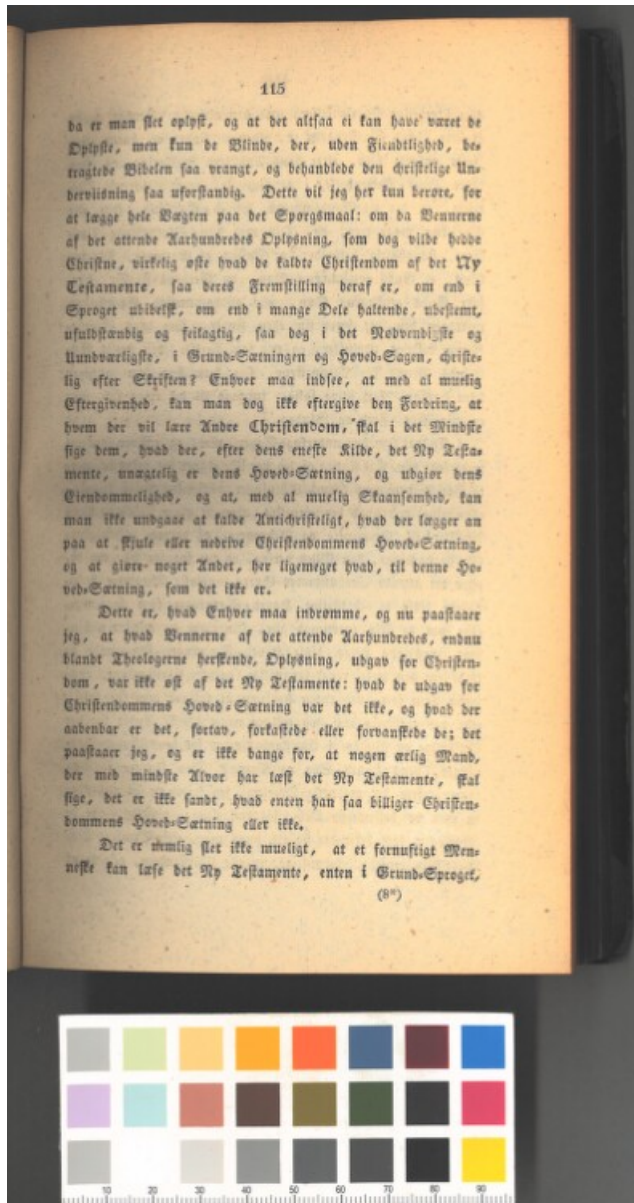 115
da er man slet oplyst, og at det altsaa ei kan have været de
Oplyste, men kun de Blinde, der, uden Fiendtlighed, be-
tragtede Bibelen saa vrangt, og behandlede den christelige Un-
derviisning saa uforstandig. Dette vil jeg her kun berøre, for
at lægge hele Vægten paa det Spørgsmaal: om da Vennerne
af det attende Aarhundredes Oplysning, som dog vilde hedde
Christne, virkelig øste hvad de kaldte Christendom af det Ny
Testamente, saa deres Fremstilling deraf er, om end i
Sproget ubibelsk, om end i mange Dele haltende, ubestemt,
ufuldstændig og feilagtig, saa dog i det Nødvendigste og
Uundværligste, i Grund-Sætningen og Hoved-Sagen, christe-
lig efter Skriften? Enhver maa indsee, at med al muelig
Eftergivenhed, kan man dog ikke eftergive den Fordring, at
hvem der vil lære Andre Christendom, skal i det Mindste
sige dem, hvad der, efter dens eneste Kilde, det Ny Testa-
mente, unægtelig er dens Hoved-Sætning, og udgiør dens
Eiendommelighed, og at, med al muelig Skaansomhed, kan
man ikke undgaae at kalde Antichristeligt, hvad der lægger an
paa at skjule eller nedrive Christendommens Hoved-Sætning,
og at giøre noget Andet, her ligemeget hvad, til denne Ho-
ved-Sætning, som det ikke er.
Dette er, hvad Enhver maa indrømme, og nu paastaaer
jeg, at hvad Vennerne af det attende Aarhundredes, endnu
blandt Theologerne herskende, Oplysning, udgav for Christen-
dom, var ikke øst af det Ny Testamente: hvad de udgav for
Christendommens Hoved-Sætning var det ikke, og hvad der
aabenbar er det, fortav, forkastede eller forvanskede de; det
paastaaer jeg, og er ikke bange for, at nogen ærlig Mand,
der med mindste Alvor har læst det Ny Testamente, skal
sige, det er ikke sandt, hvad enten han saa billiger Christen-
dommens Hoved-Sætning eller ikke.
Det er nemlig slet ikke mueligt, at et fornuftigt Men-
neske kan læse det Ny Testamente, enten i Grund-Sproget,
(8*)
10 20 30 40 50 60 70 80 90